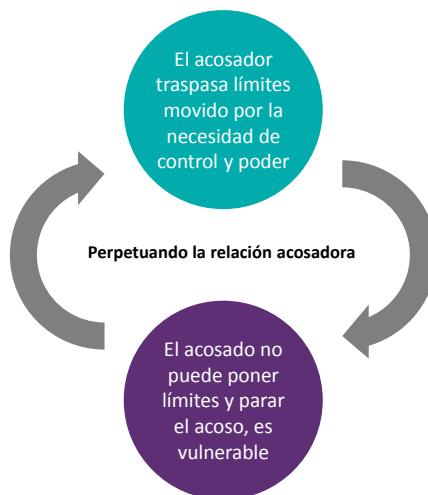 El acosador
traspasa límites
movido por la
necesidad de
control y poder
Perpetuando la relación acosadora
El acosado no
puede poner
límites y parar
el acoso, es
vulnerable